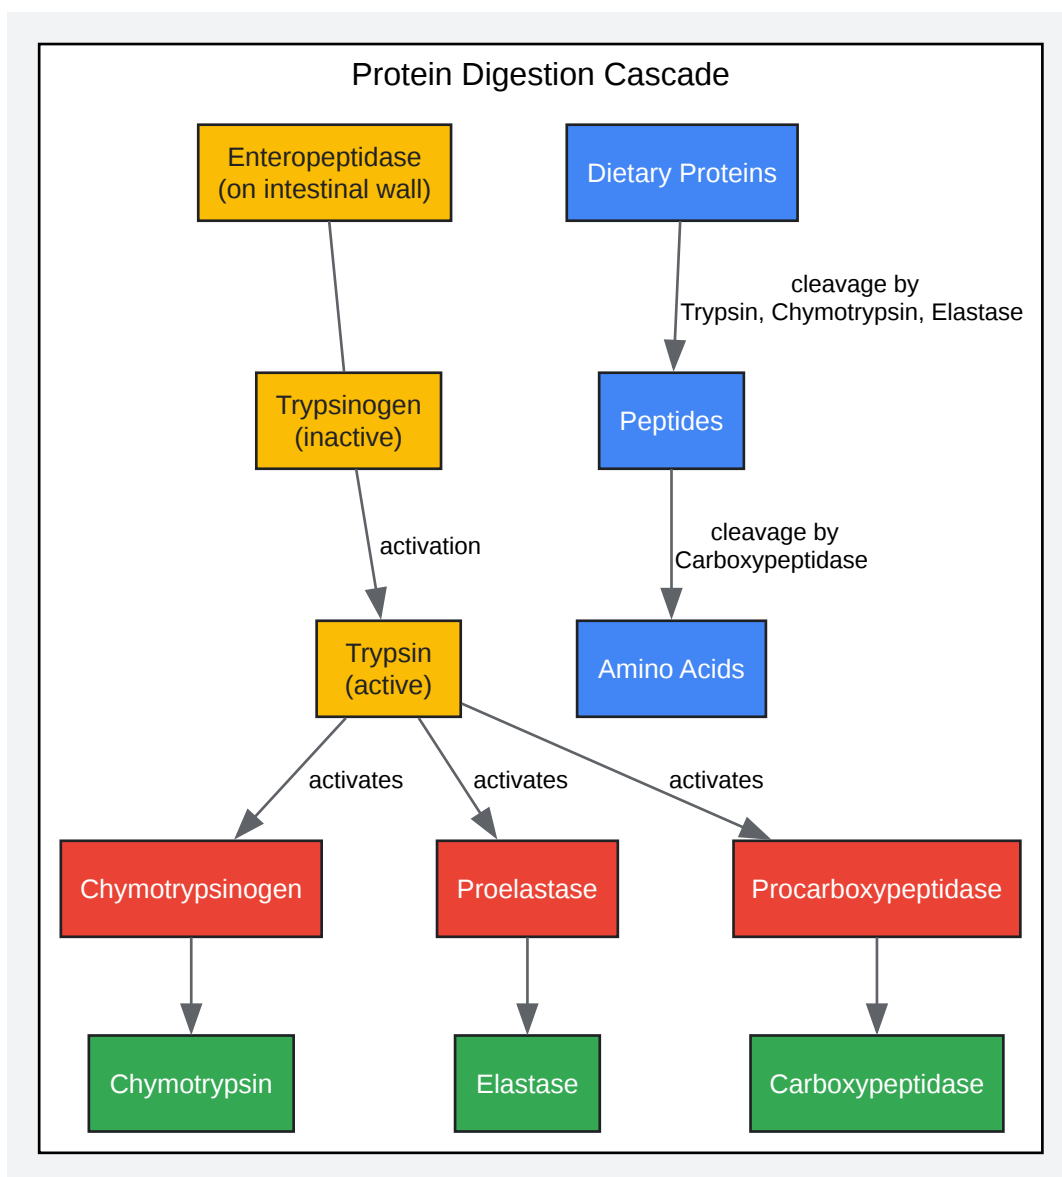 Protein Digestion Cascade
Enteropeptidase
(on intestinal wall)
Dietary Proteins
cleavage by
Trypsin, Chymotrypsin, Elastase
Trypsinogen
(inactive)
Peptides
activation
cleavage by
Carboxypeptidase
Trypsin
(active)
Amino Acids
activates
activates
activates
Chymotrypsinogen
Proelastase
Procarboxypeptidase
Chymotrypsin
Elastase
Carboxypeptidase